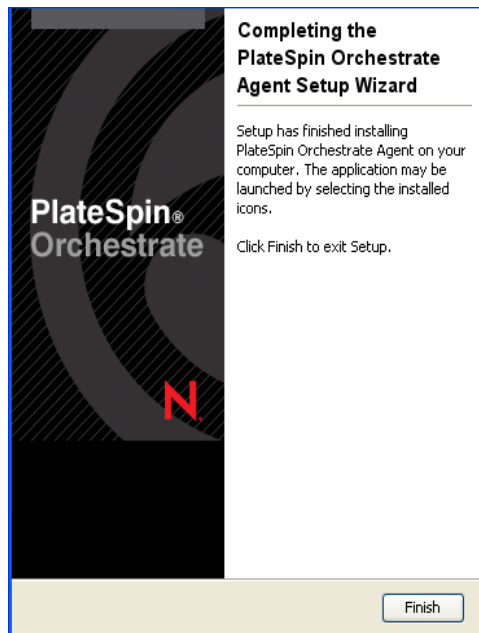 Completing the
PlateSpin Orchestrate
Agent Setup Wizard
Setup has finished installing
PlateSpin Orchestrate Agent on your
computer. The application may be
launched by selecting the installed
icons.
Click Finish to exit Setup.
PlateSpin®
Orchestrate
N.
Finish